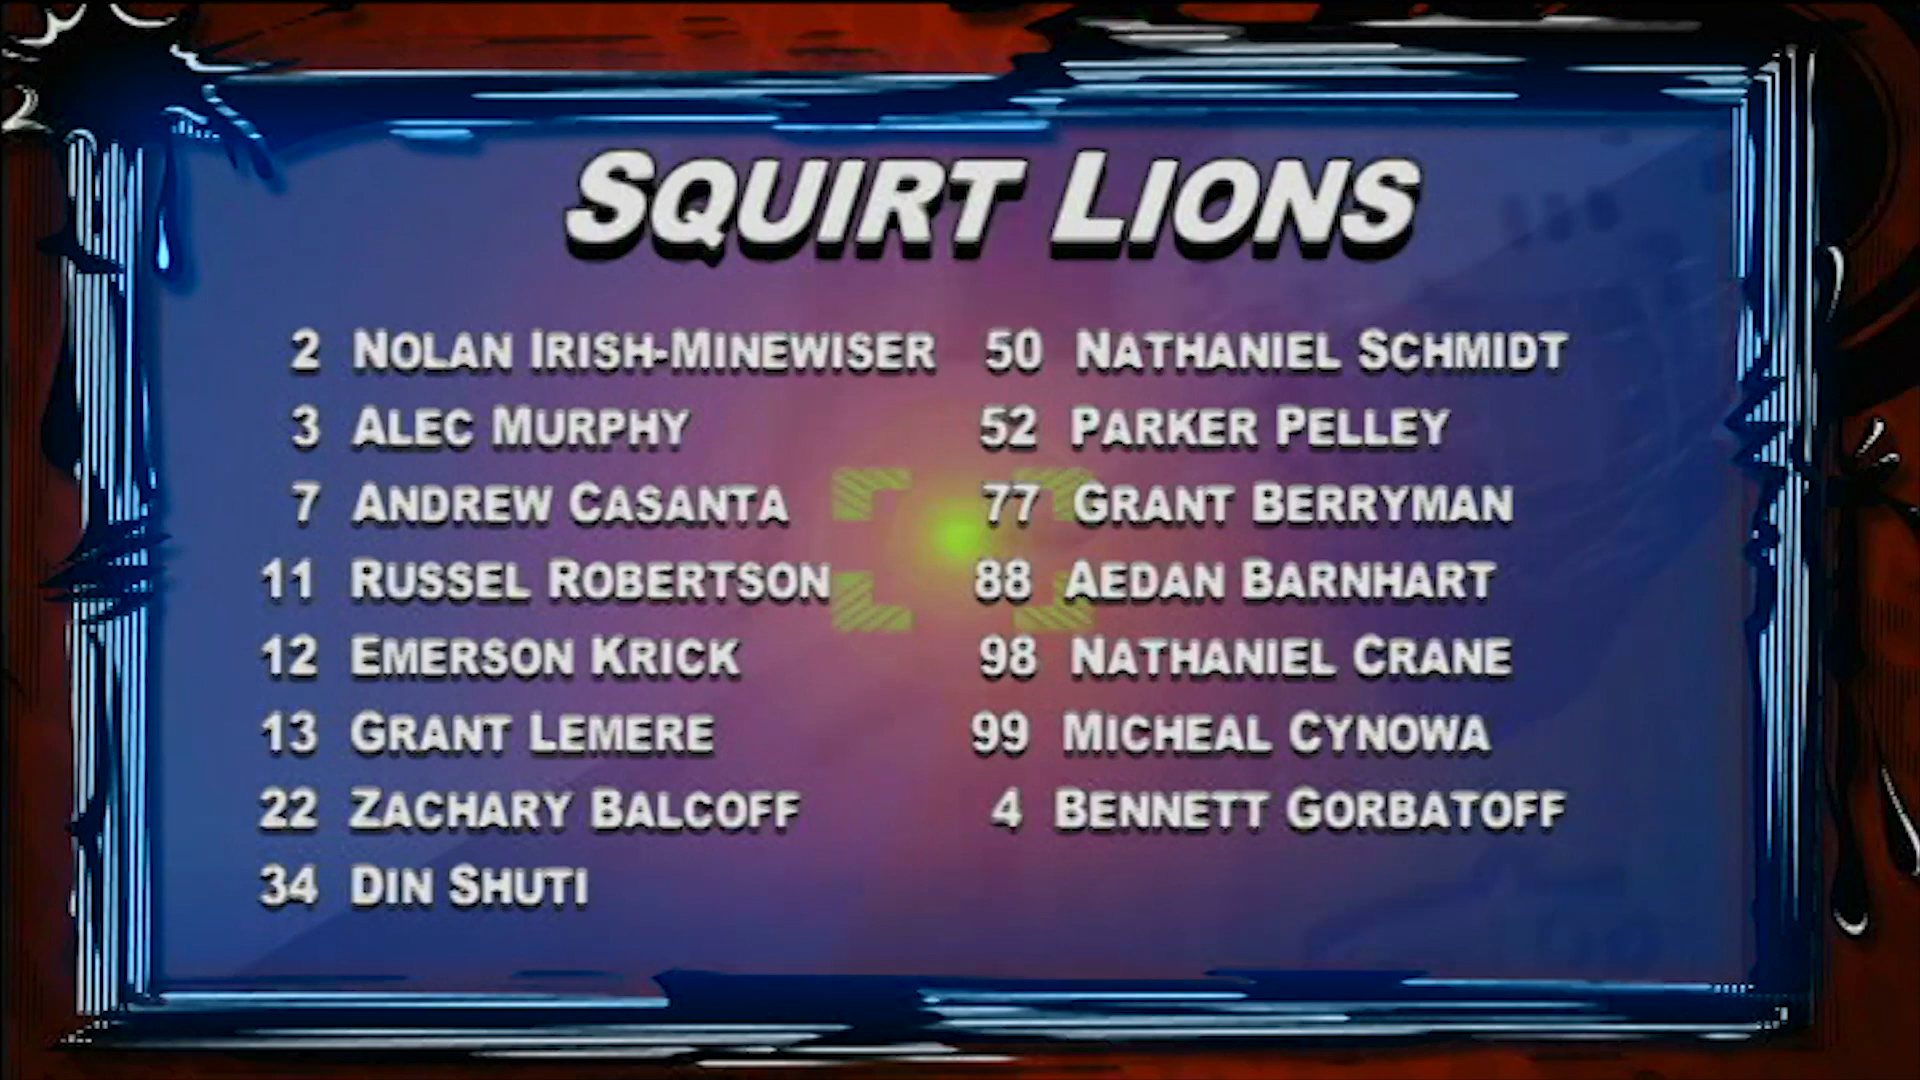 SQUIRT LIONS
2 NOLAN IRISH-MINEWISER
3 ALEC MURPHY
7 ANDREW CASANTA
11 RUSSEL ROBERTSON
12 EMERSON KRICK
13 GRANT LEMERE
22 ZACHARY BALCOFF
34 DIN SHUTI
50 NATHANIEL SCHMIDT
52 PARKER PELLEY
77 GRANT BERRYMAN
88 AEDAN BARNHART
98 NATHANIEL CRANE
99 MICHEAL CYNOWA
4 BENNETT GORBATOFF